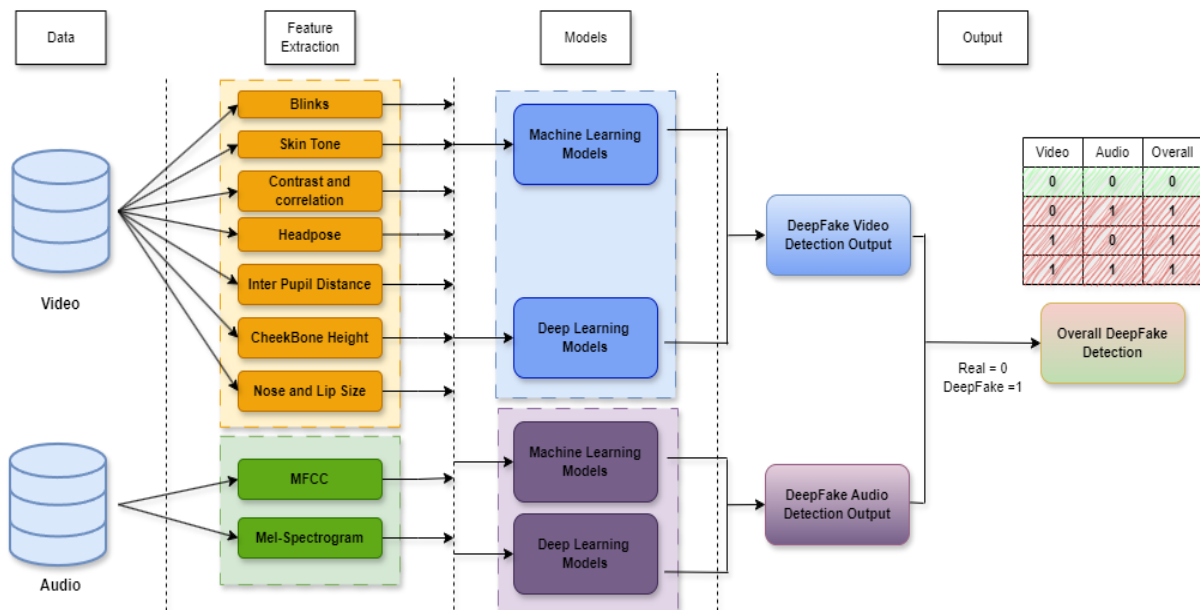 Data
Feature
Extraction
Models
Output
Blinks
Skin Tone
Contrast and
correlation
Headpose
Inter Pupil Distance
CheekBone Height
Nose and Lip Size
Video
MFCC
Mel-Spectrogram
Audio
Machine Learning
Models
Deep Learning
Models
Machine Learning
Models
Deep Learning
Models
DeepFake Video
Detection Output
DeepFake Audio
Detection Output
Video Audio Overall
0 0 0
0 1 1
1 0 1
1 1 1
Overall DeepFake
Detection
Real = 0
DeepFake =1